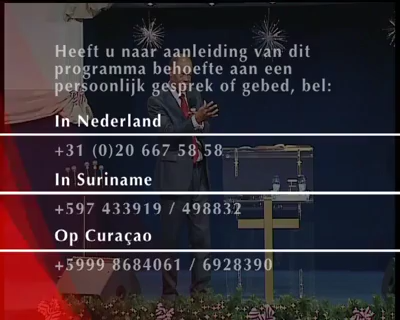 Heeft u naar aanleiding van dit
programma behoefte aan een
persoonlijk gesprek of gebed, bel:
In Nederland
+31 (0)20 667 58 58
In Suriname
+597 433919 / 498832
Op Curaçao
+5999 8684061 / 6928390